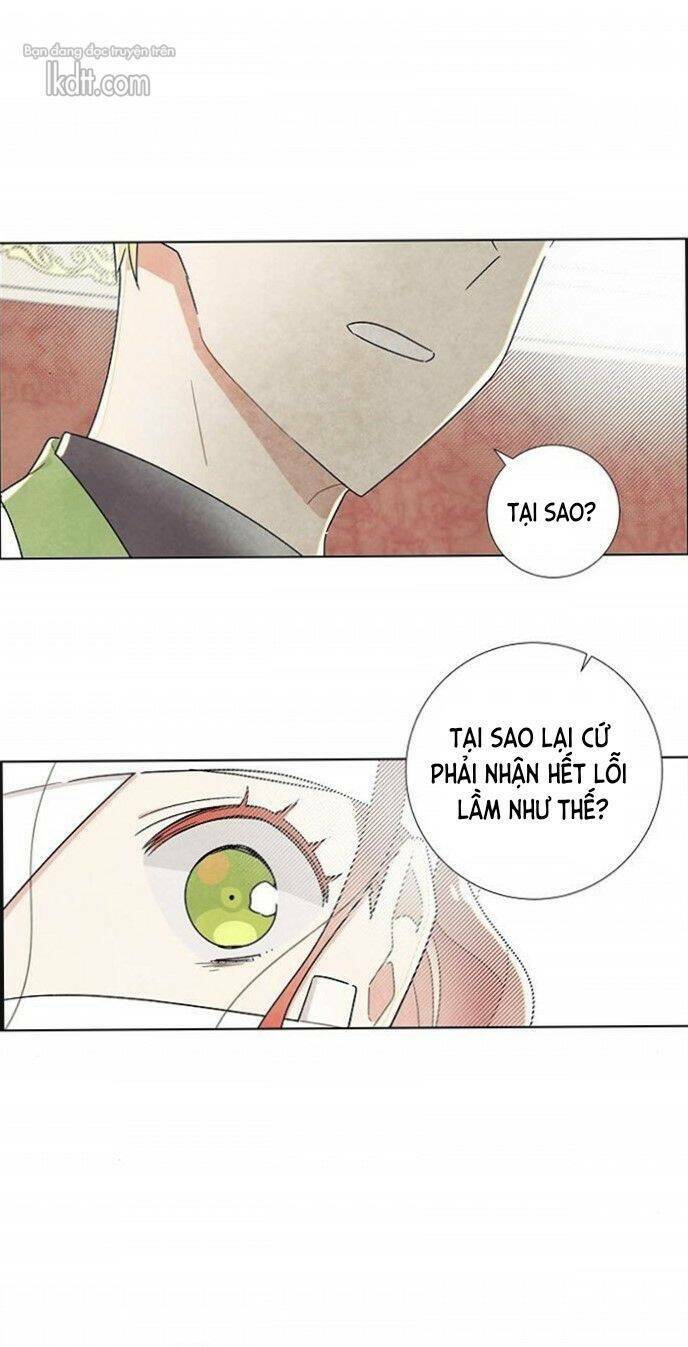 Bạn đang đọc truyện trên
lkdtt.com
TẠI SAO?
TẠI SAO LẠI CỨ
PHẢI NHẬN HẾT LỖI
LẦM NHƯ THẾ?